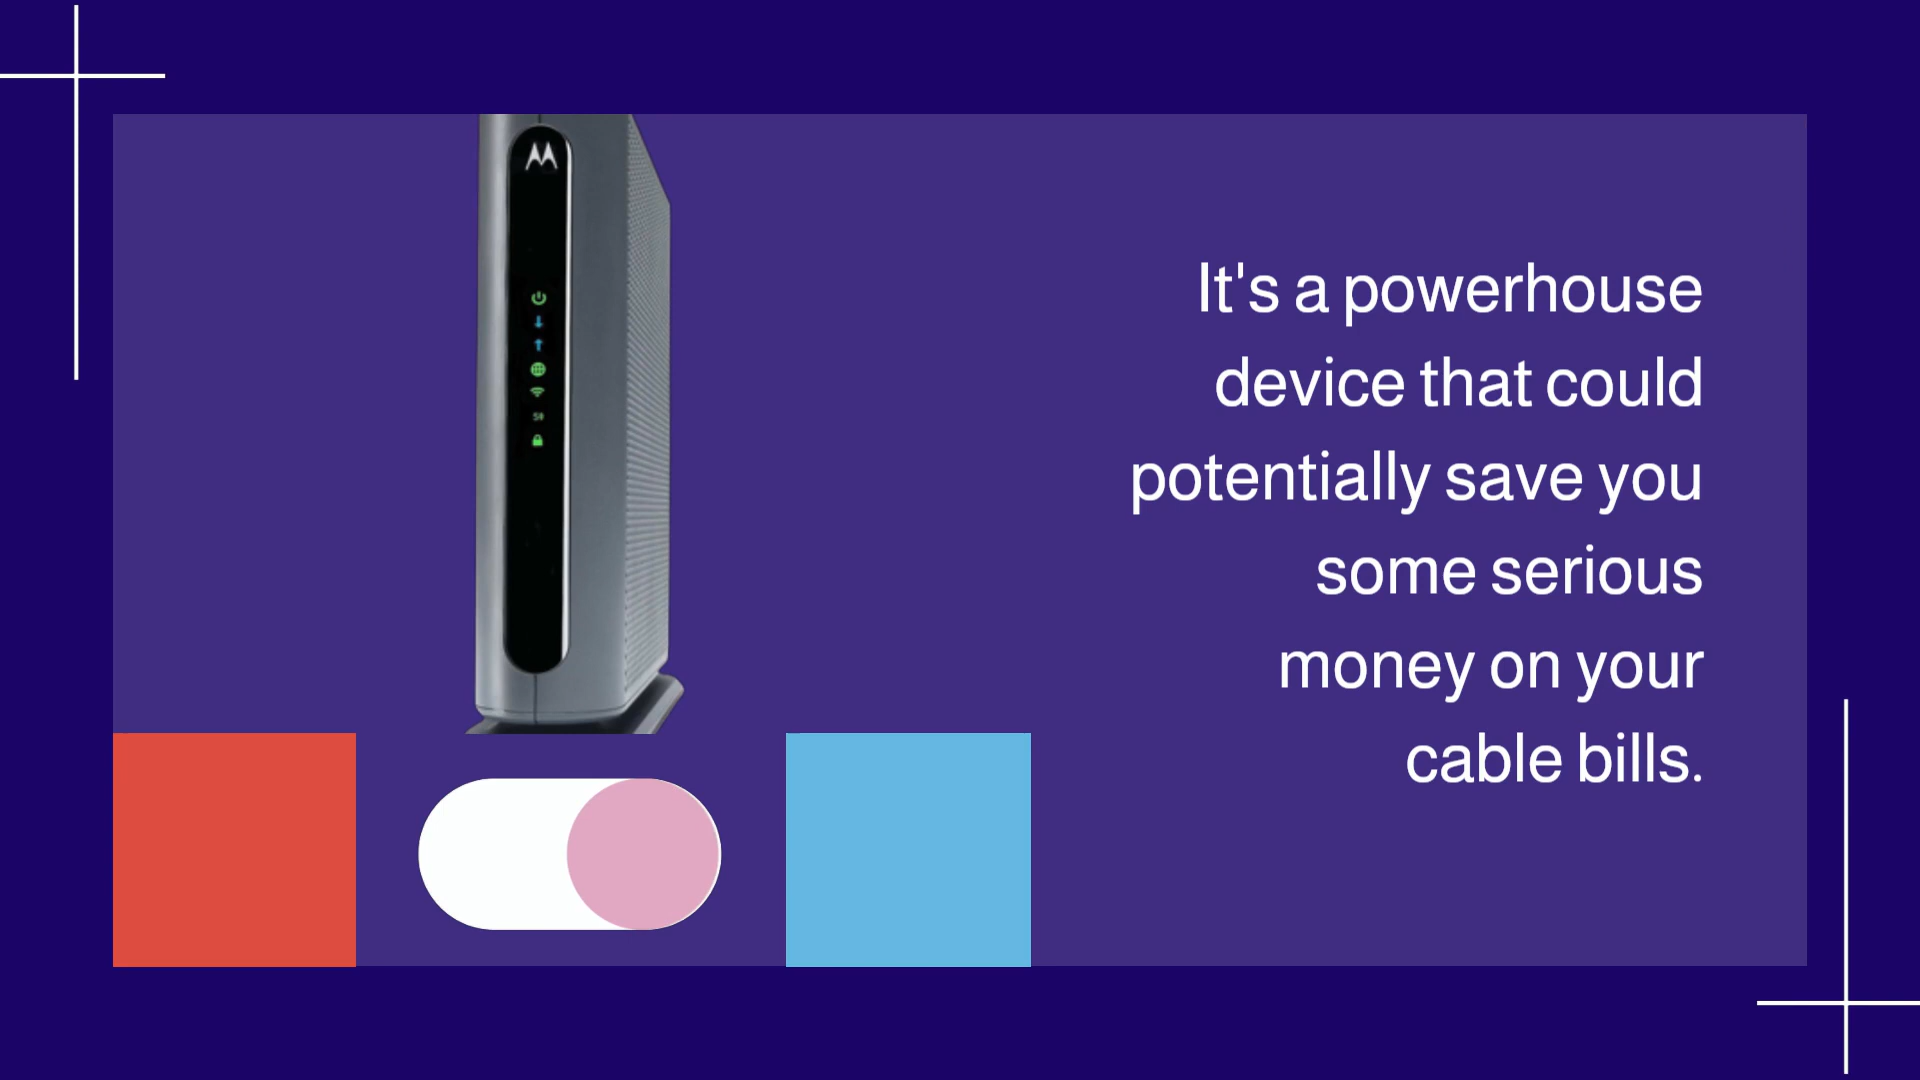 It's a powerhouse
device that could
potentially save you
some serious
money on your
cable bills.